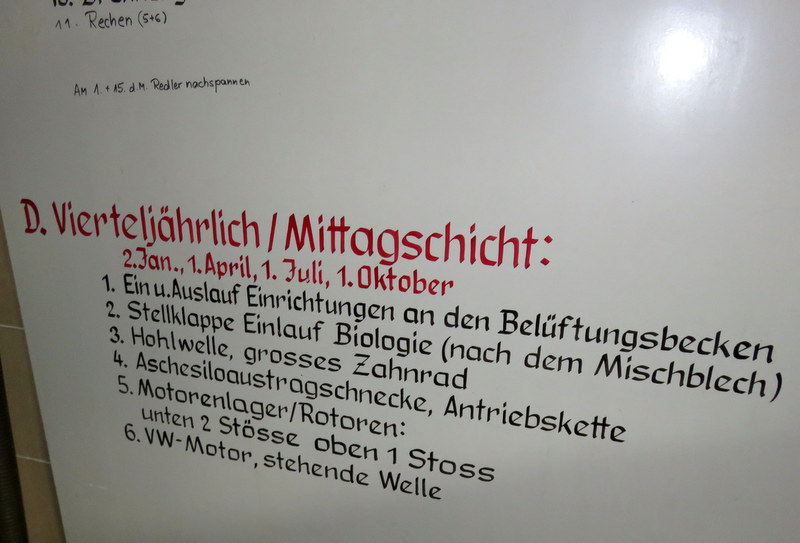 11. Rechen (5+6)
Am 1. + 15. d.M. Redler nachspannen
D. Vierteljährlich / Mittagschicht:
2.Jan., 1.April, 1. Juli, 1.Oktober
1. Ein u.Auslauf Einrichtungen an den Belüftungsbecken
2. Stellklappe Einlauf Biologie (nach dem Mischblech)
3. Hohlwelle, grosses Zahnrad
4. Aschesiloaustragschnecke, Antriebskette
5. Motorenlager/Rotoren:
unten 2 Stösse oben 1 Stoss
6. VW-Motor, stehende Welle